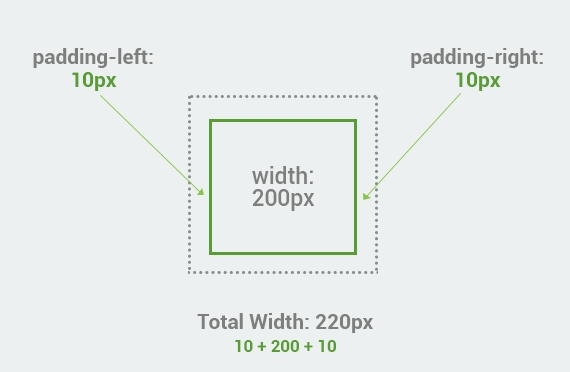 padding-left:
10px
padding-right:
10px
width:
200px
Total Width: 220px
10 + 200 + 10